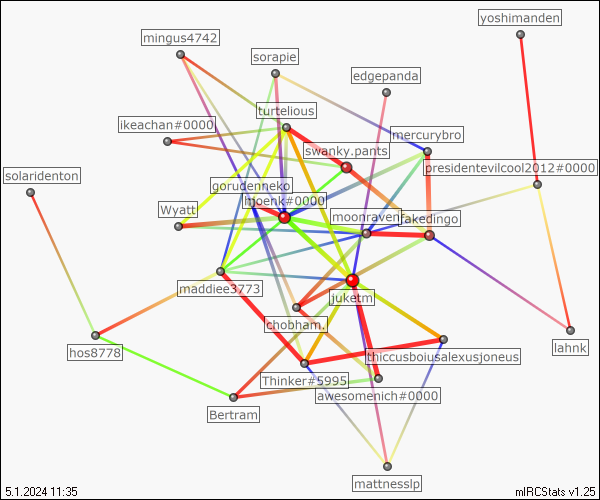 yoshimanden
mingus4742
sorapie
edgepanda
turtelious
ikeachan#0000
mercurybro
swanky.pants
presidentevilcool2012#0000
solaridenton
gorudenneko
hjoenk#0000
Wyatt
moonraven
fakedingo
maddiee3773
juketm
chobham.
hos8778
thiccusboiusalexusjoneus
lahnk
Thinker#5995
awesomenich#0000
Bertram
mattnesslp
5.1.2024 11:35
mIRCStats v1.25